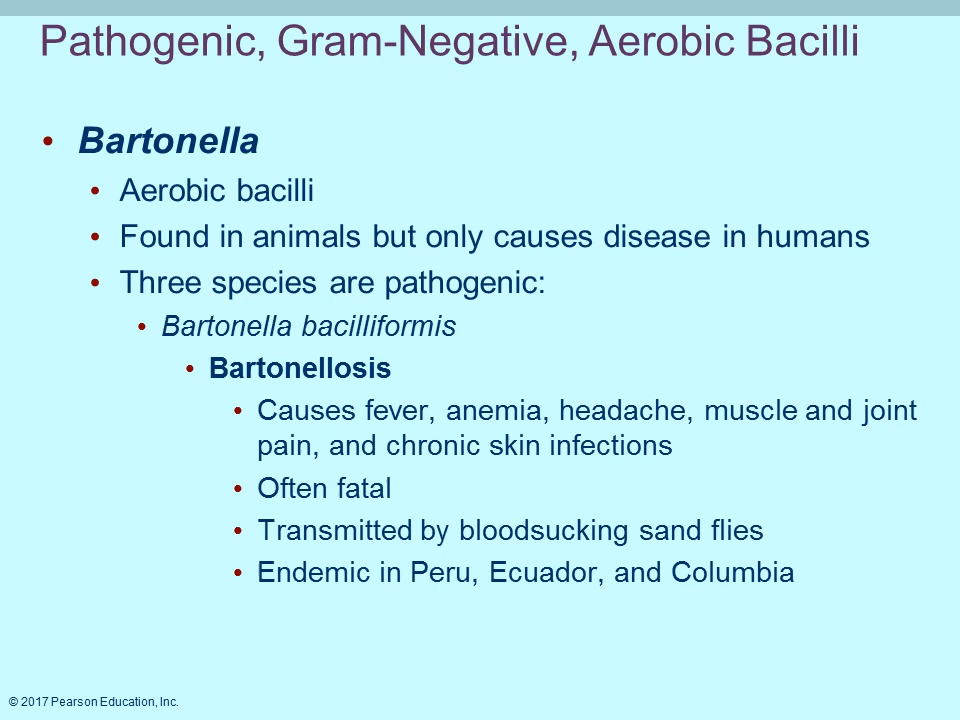 Pathogenic, Gram-Negative, Aerobic Bacilli
• Bartonella
• Aerobic bacilli
• Found in animals but only causes disease in humans
• Three species are pathogenic:
• Bartonella bacilliformis
• Bartonellosis
• Causes fever, anemia, headache, muscle and joint
pain, and chronic skin infections
• Often fatal
• Transmitted by bloodsucking sand flies
• Endemic in Peru, Ecuador, and Columbia
© 2017 Pearson Education, Inc.